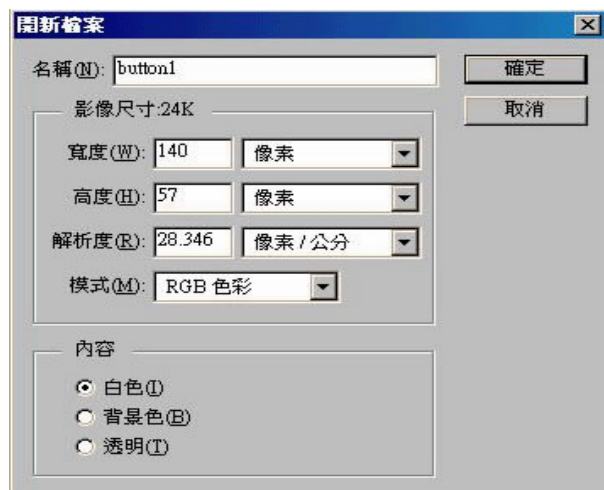 開新檔案
名稱(N): button1
確定
影像尺寸:24K
取消
寬度(W): 140 像素
高度(H): 57 像素
解析度(R): 28.346 像素 / 公分
模式(M): RGB 色彩
內容
白色(I)
背景色(B)
透明(T)